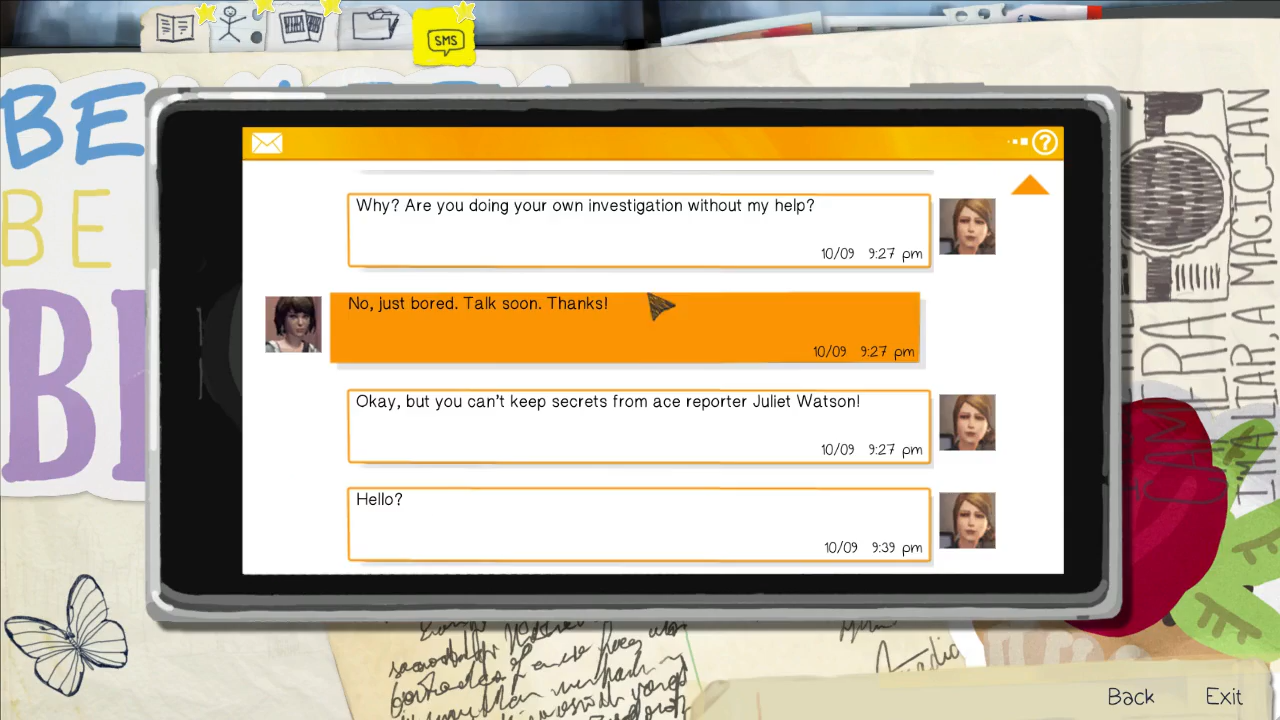 SMS
BE
BE
B
Why? Are you doing your own investigation without my help?
10/09 9:27 pm
No, just bored. Talk soon. Thanks!
10/09 9:27 pm
Okay, but you can't keep secrets from ace reporter Juliet Watson!
10/09 9:27 pm
Hello?
10/09 9:39 pm
?
I'M A LIAR, A MAGICIAN
Back
Exit